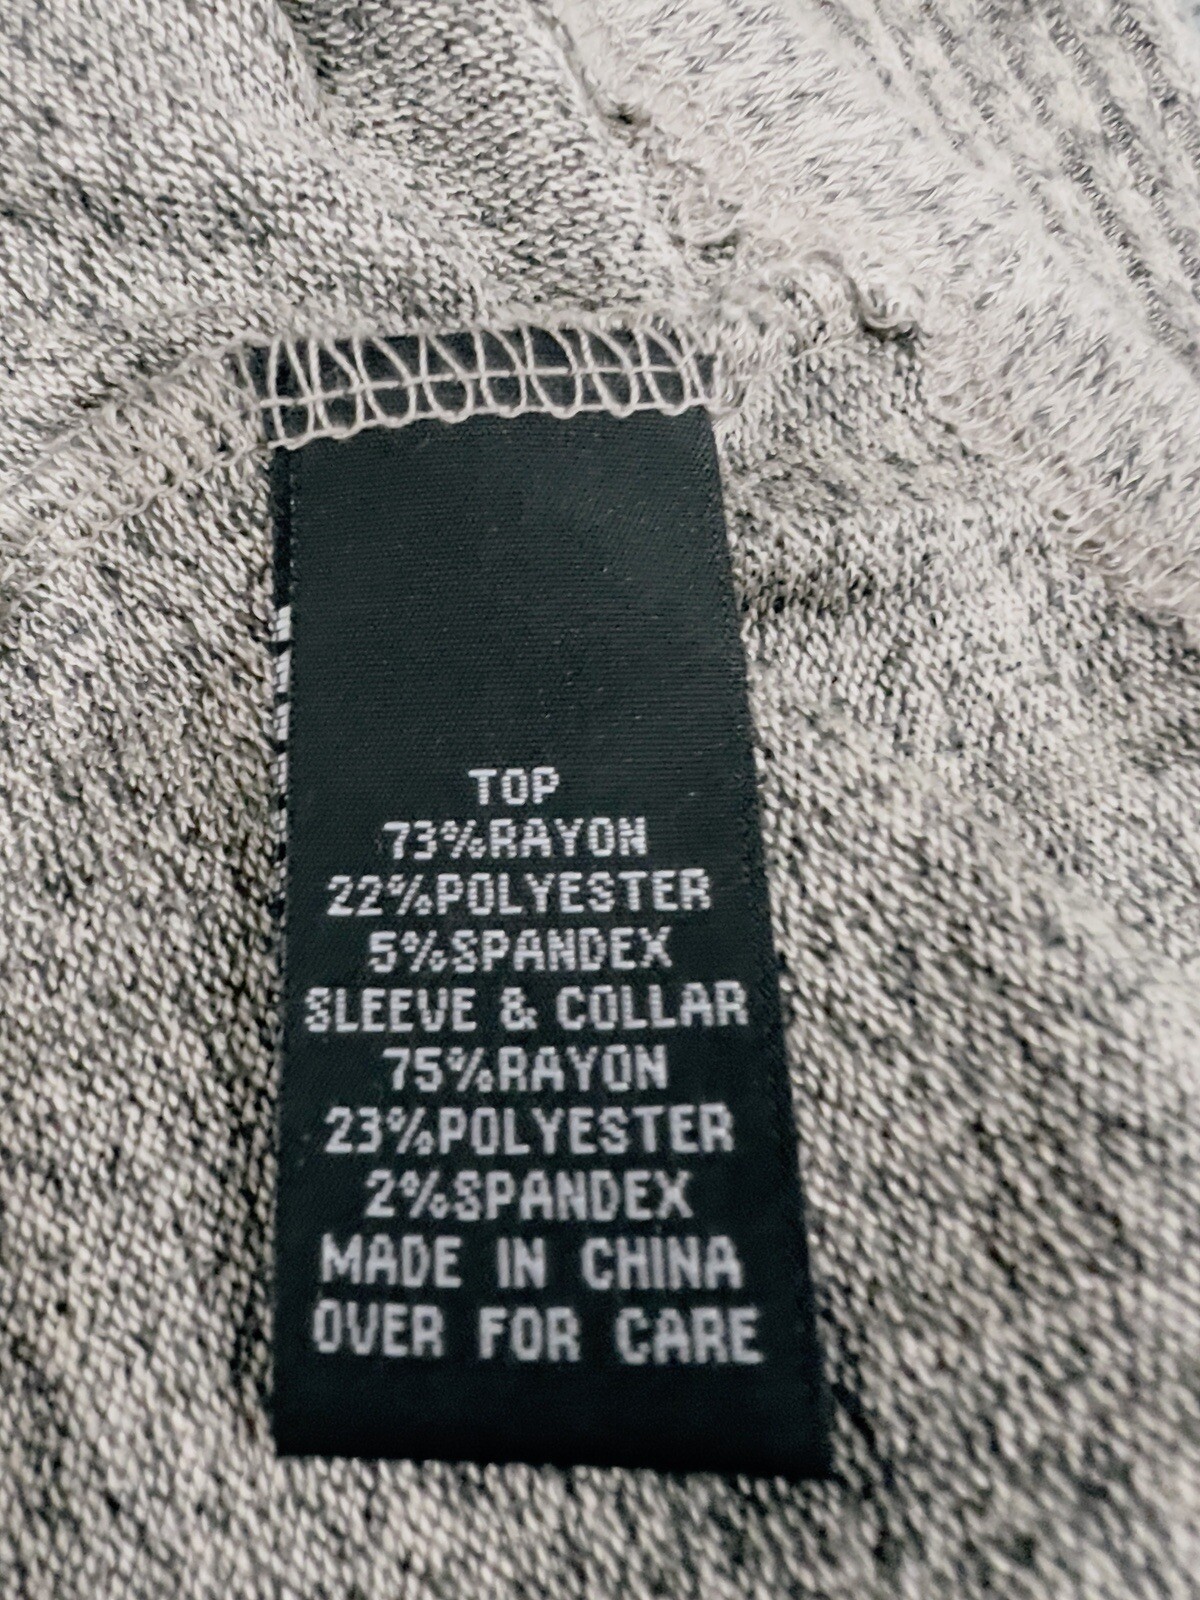 TOP
73%RAYON
22%POLYESTER
5%SPANDEX
SLEEVE & COLLAR
75%RAYON
23%POLYESTER
2%SPANDEX
MADE IN CHINA
OVER FOR CARE